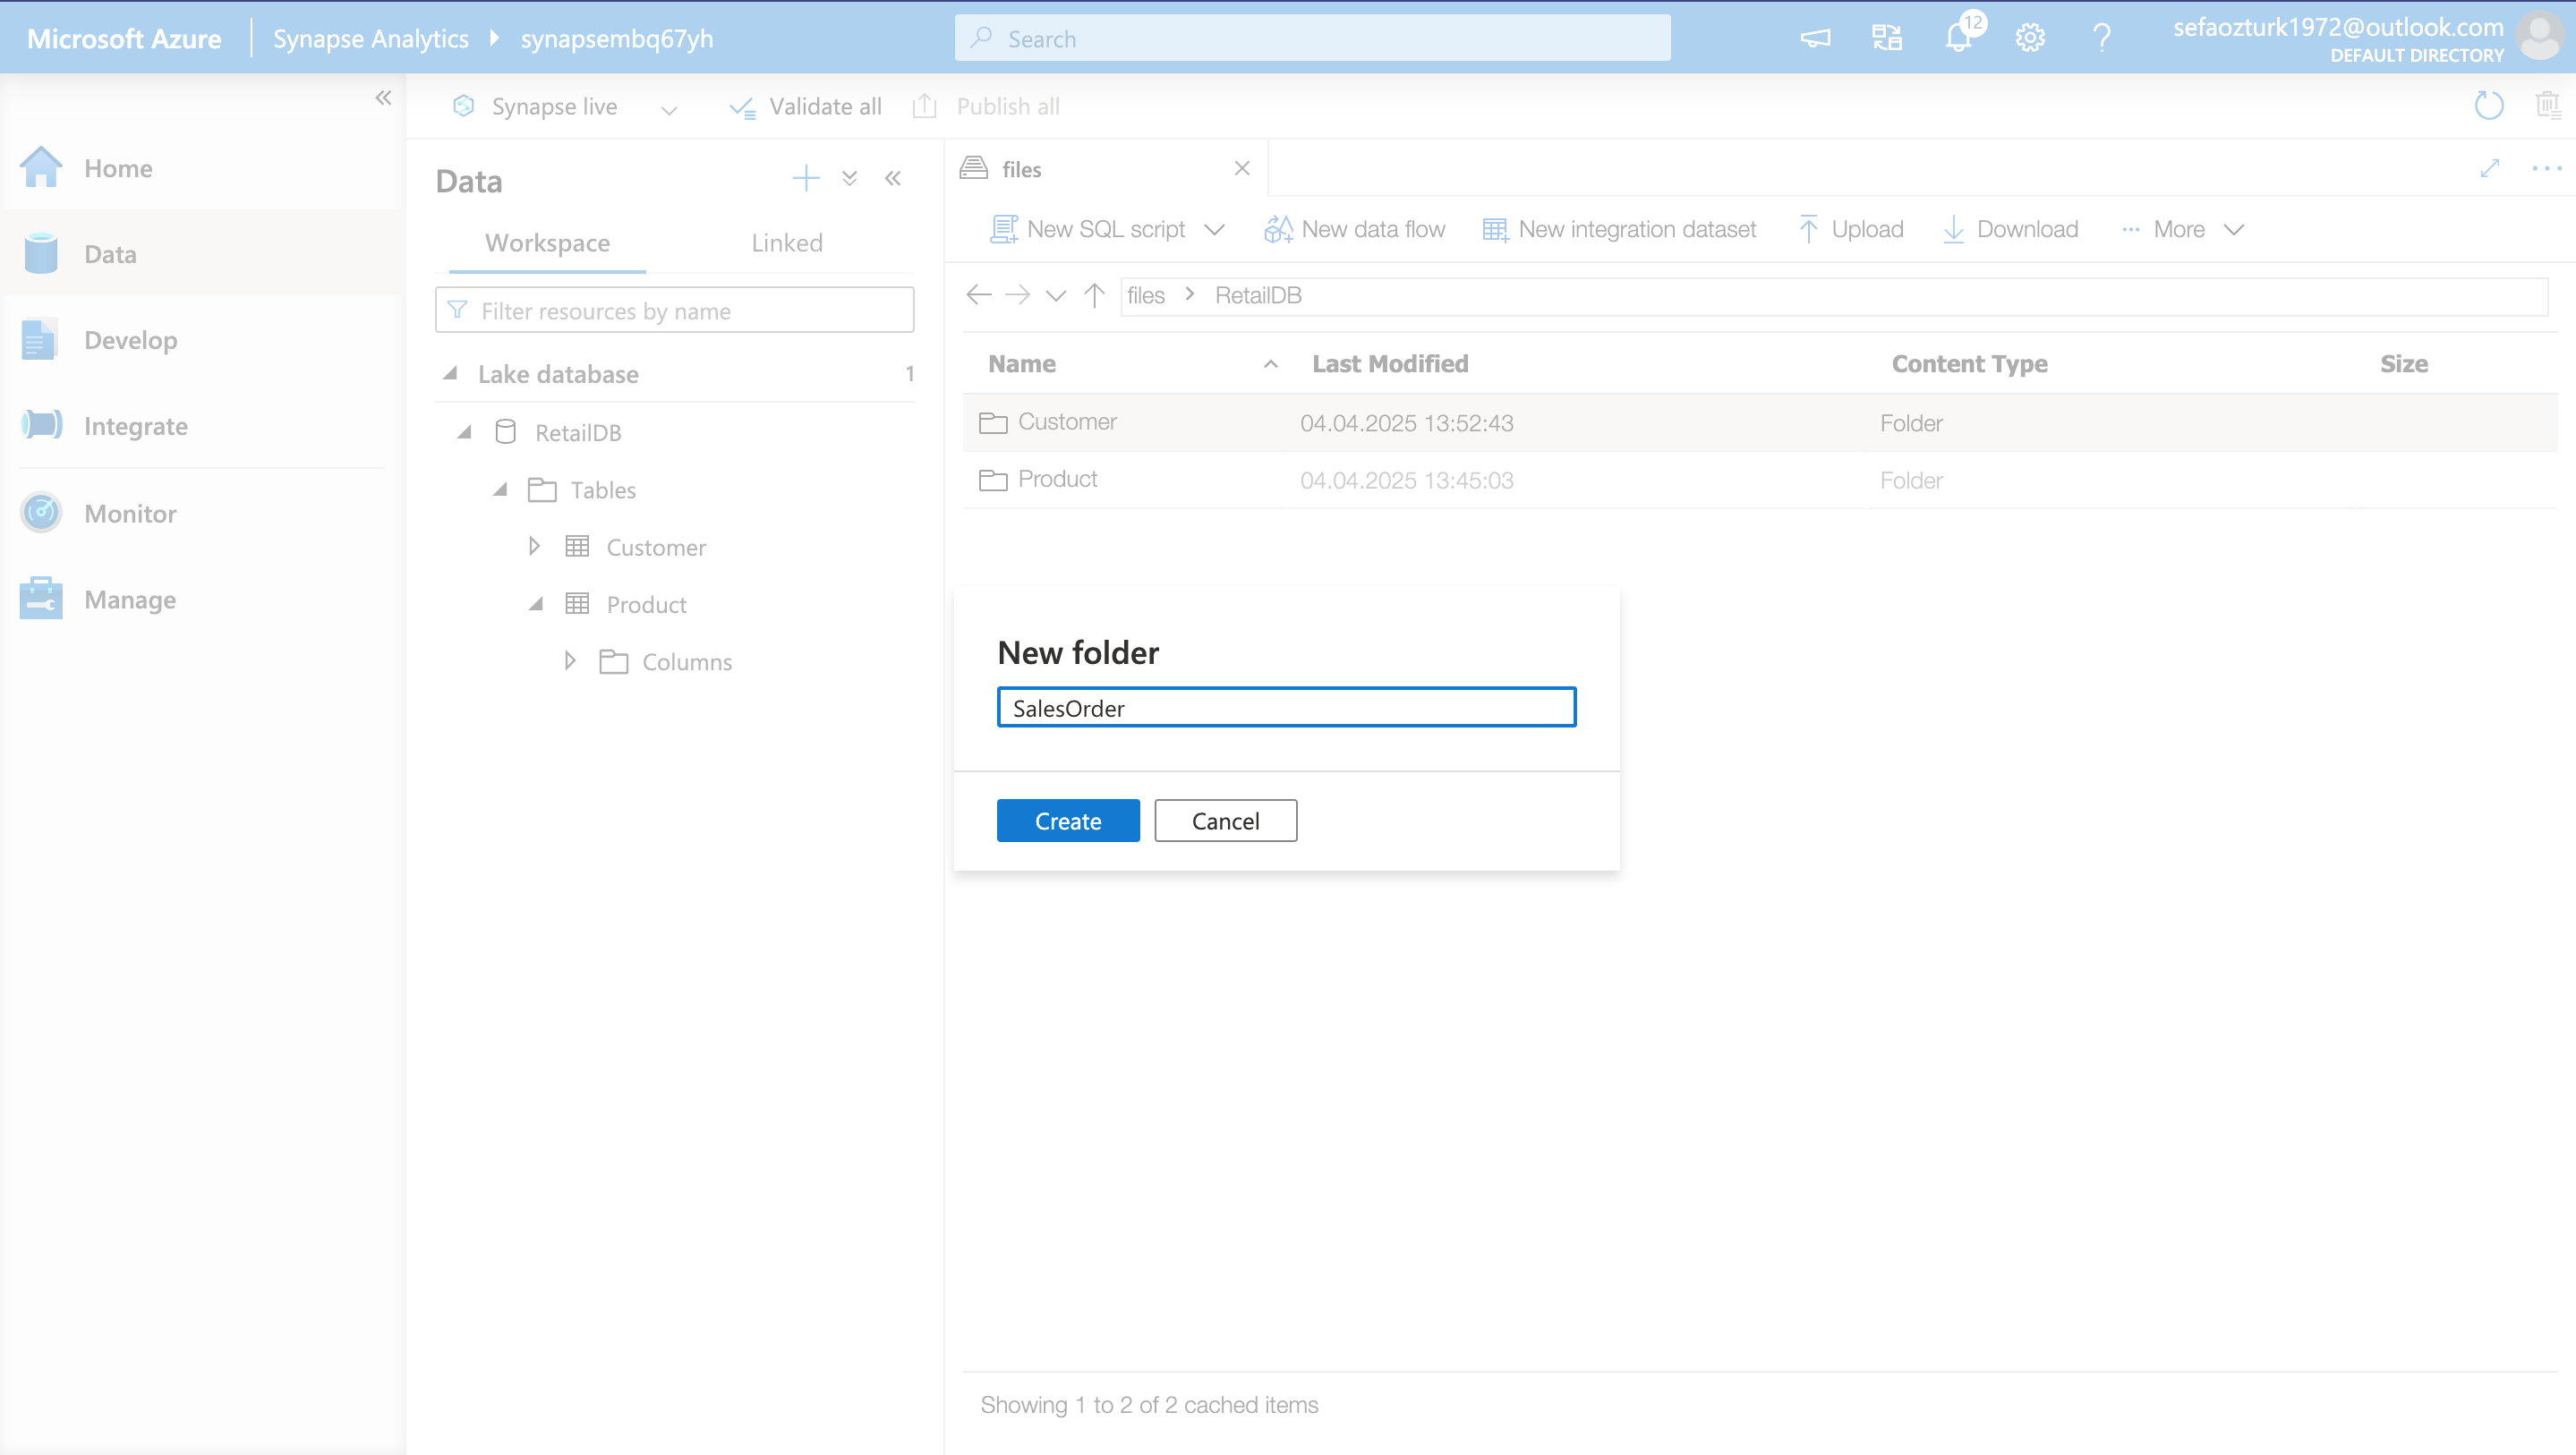 Microsoft Azure
Synapse Analytics
synapsembq67yh
Search
12
sefaozturk1972@outlook.com
DEFAULT DIRECTORY
Synapse live
Validate all
Publish all
Home
Data
Develop
Integrate
Monitor
Manage
Data
Workspace
Linked
Filter resources by name
Lake database
1
RetailDB
Tables
Customer
Product
Columns
files
New SQL script
New data flow
New integration dataset
Upload
Download
More
files
RetailDB
Name
Last Modified
Content Type
Size
Customer
04.04.2025 13:52:43
Folder
Product
04.04.2025 13:45:03
Folder
New folder
SalesOrder
Create
Cancel
Showing 1 to 2 of 2 cached items